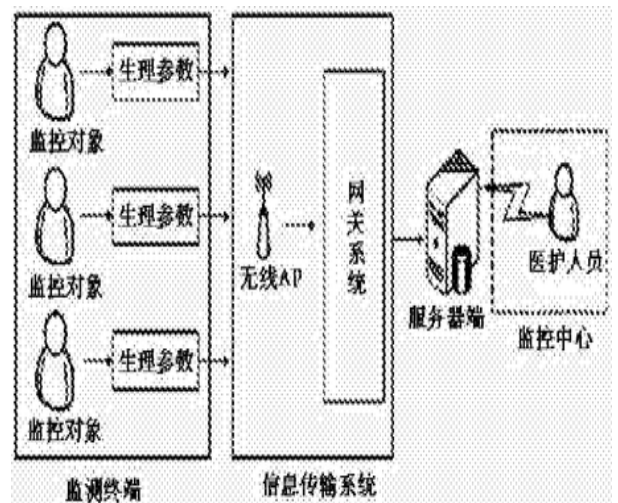 生理参数
监控对象
生理参数
监控对象
生理参数
监控对象
监测终端
无线AP
网关系统
信息传输系统
服务器端
医护人员
监控中心